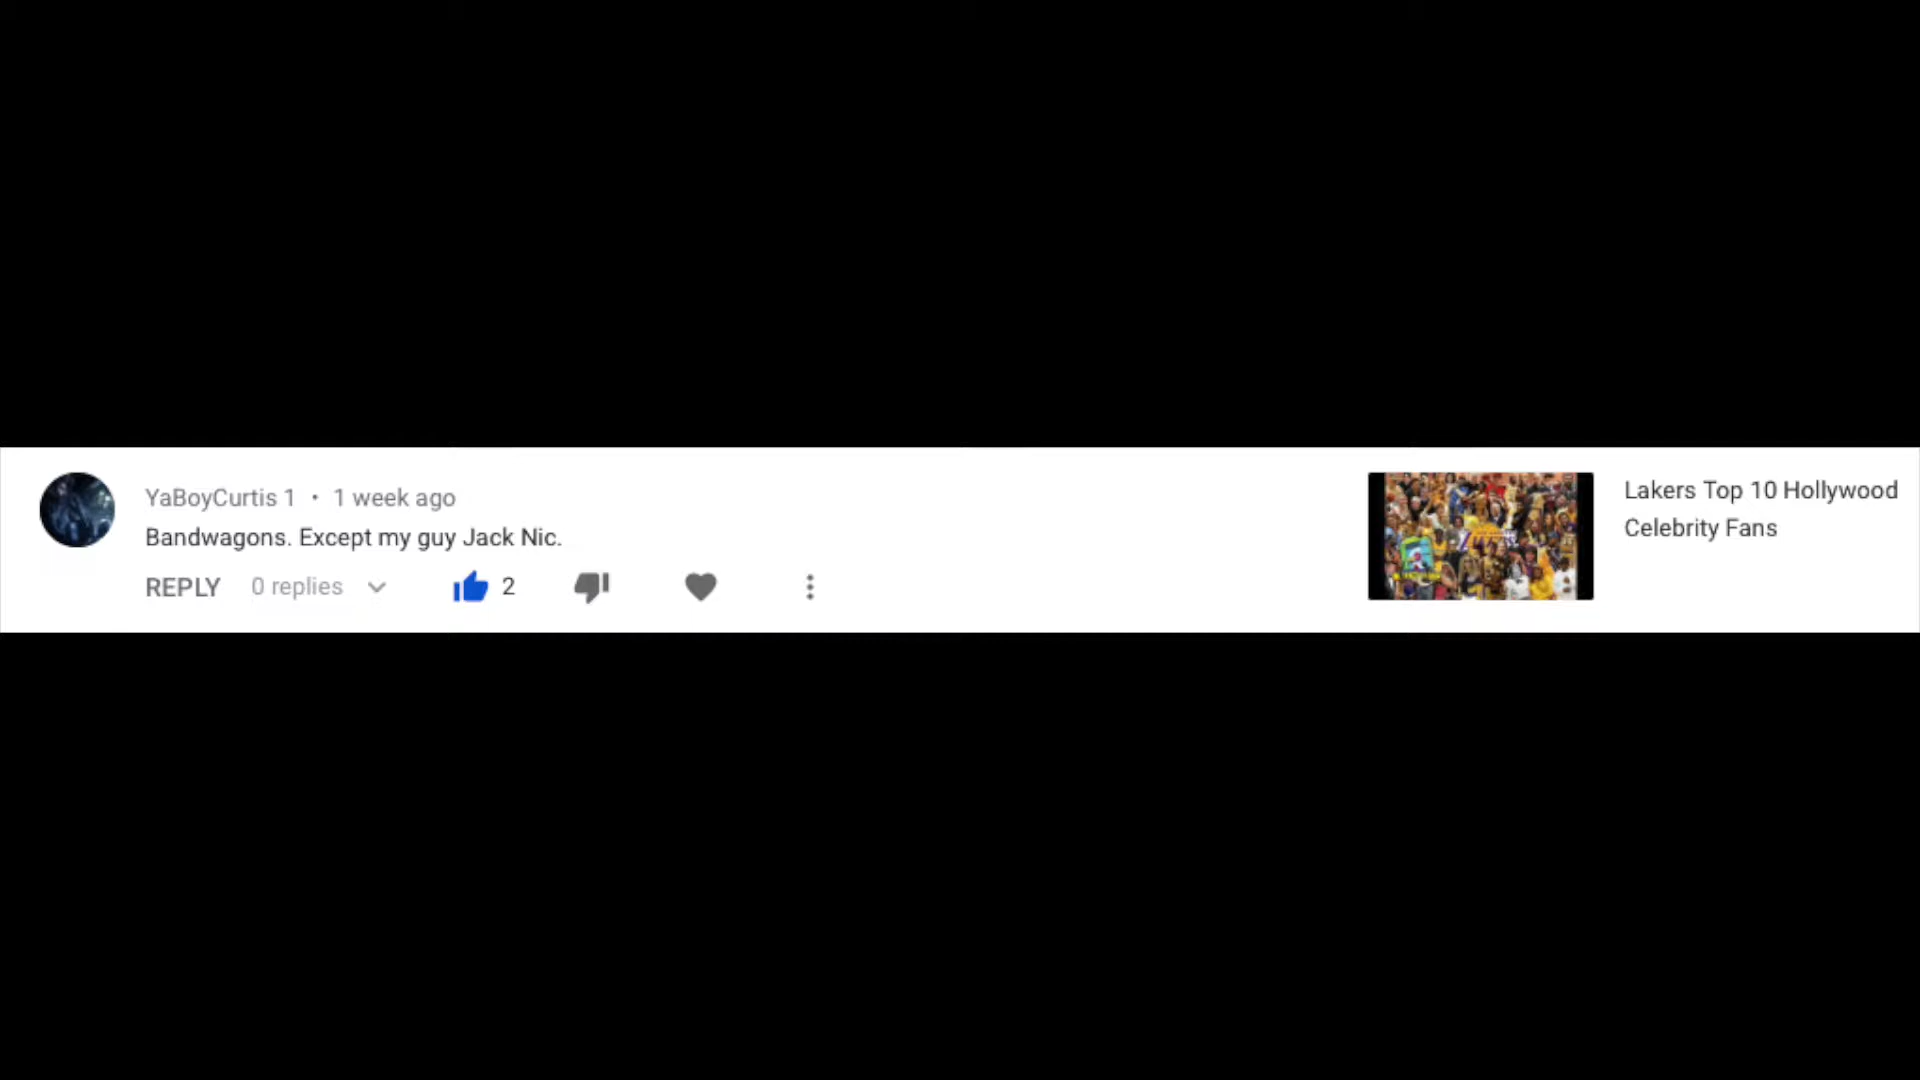 YaBoyCurtis 1 • 1 week ago
Bandwagons. Except my guy Jack Nic.
REPLY 0 replies 2
Lakers Top 10 Hollywood
Celebrity Fans